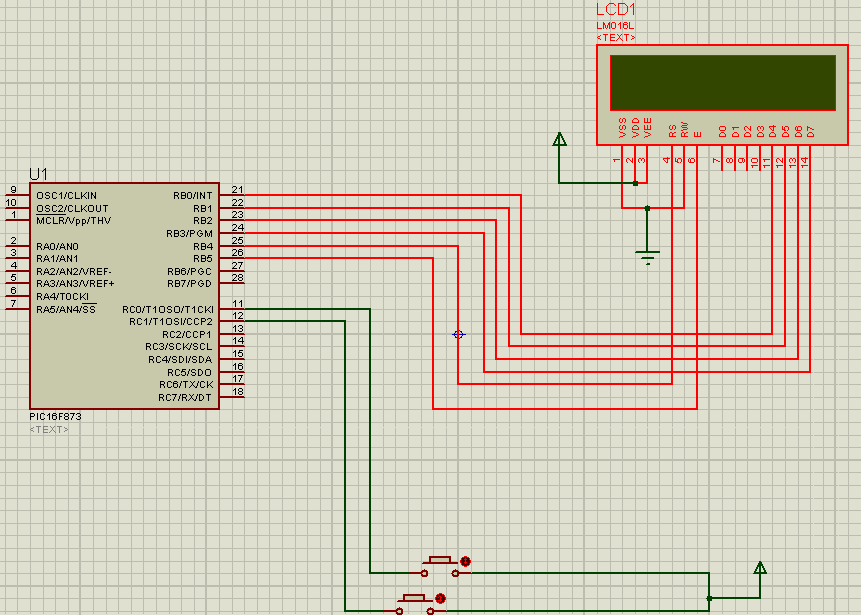 LCD1
LM016L
<TEXT>
VSS VDD VEE RS RW E D0 D1 D2 D3 D4 D5 D6 D7
1 2 3 4 5 6 7 8 9 10 11 12 13 14
U1
9 OSC1/CLKIN RB0/INT 21
10 OSC2/CLKOUT RB1 22
1 MCLR/Vpp/THV RB2 23
RB3/PGM 24
2 RA0/AN0 RB4 25
3 RA1/AN1 RB5 26
4 RA2/AN2/VREF- RB6/PGC 27
5 RA3/AN3/VREF+ RB7/PGD 28
6 RA4/T0CKI
7 RA5/AN4/SS RC0/T1OSO/T1CKI 11
RC1/T1OSI/CCP2 12
RC2/CCP1 13
RC3/SCK/SCL 14
RC4/SDI/SDA 15
RC5/SDO 16
RC6/TX/CK 17
RC7/RX/DT 18
PIC16F873
<TEXT>